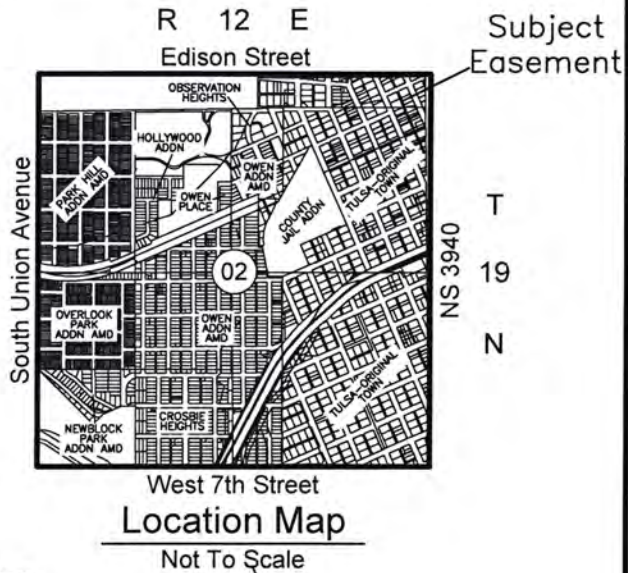 R 12 E
Subject
Easement
Edison Street
OBSERVATION
HEIGHTS
HOLLYWOOD
ADDN
PARK HILL
ADDN AMD
OWEN
PLACE
OWEN
ADDN
AMD
TULSA-ORIGINAL
TOWN
COUNTY
JAIL ADDN
South Union Avenue
02
NS 3940
T
19
N
OVERLOOK
PARK
ADDN AMD
OWEN
ADDN
AMD
TULSA-ORIGINAL
TOWN
NEWBLOCK
PARK
ADDN AMD
CROSBIE
HEIGHTS
West 7th Street
Location Map
Not To Scale